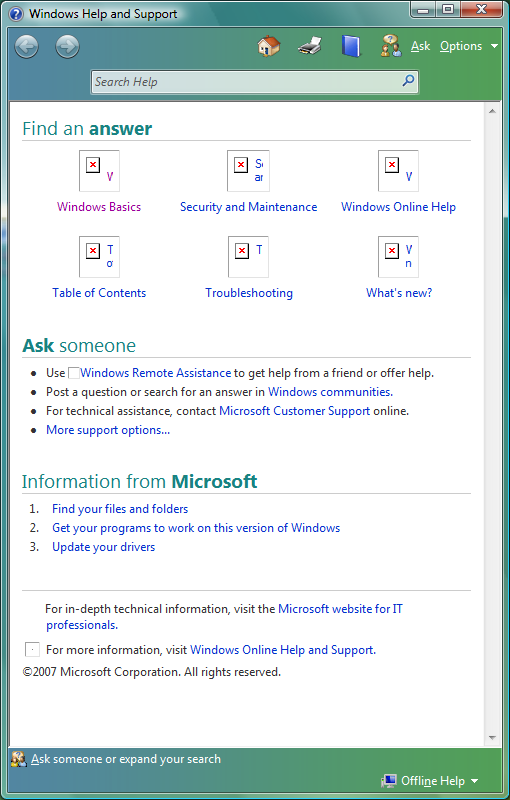 Windows Help and Support
Ask Options
Search Help
Find an answer
Windows Basics Security and Maintenance Windows Online Help
Table of Contents Troubleshooting What's new?
Ask someone
Use Windows Remote Assistance to get help from a friend or offer help.
Post a question or search for an answer in Windows communities.
For technical assistance, contact Microsoft Customer Support online.
More support options...
Information from Microsoft
1. Find your files and folders
2. Get your programs to work on this version of Windows
3. Update your drivers
For in-depth technical information, visit the Microsoft website for IT
professionals.
For more information, visit Windows Online Help and Support.
©2007 Microsoft Corporation. All rights reserved.
Ask someone or expand your search
Offline Help